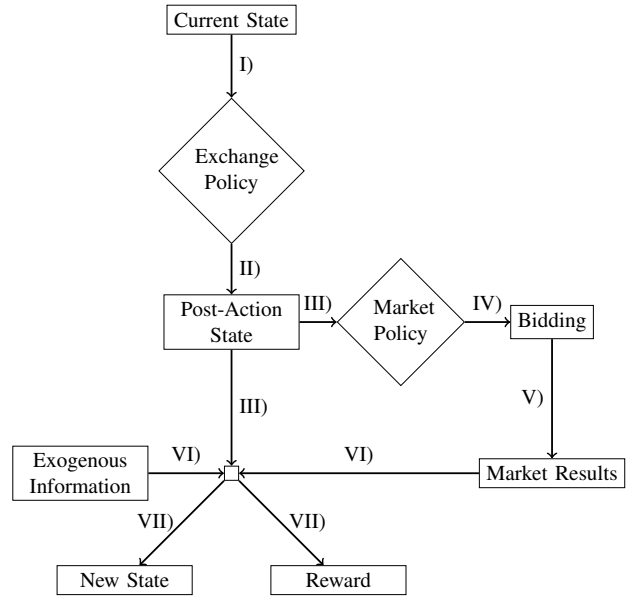 Current State
I)
Exchange
Policy
II)
Post-Action
State
III)
Market
Policy
IV)
Bidding
III)
V)
Exogenous
Information
VI)
VI)
Market Results
VII)
VII)
New State
Reward